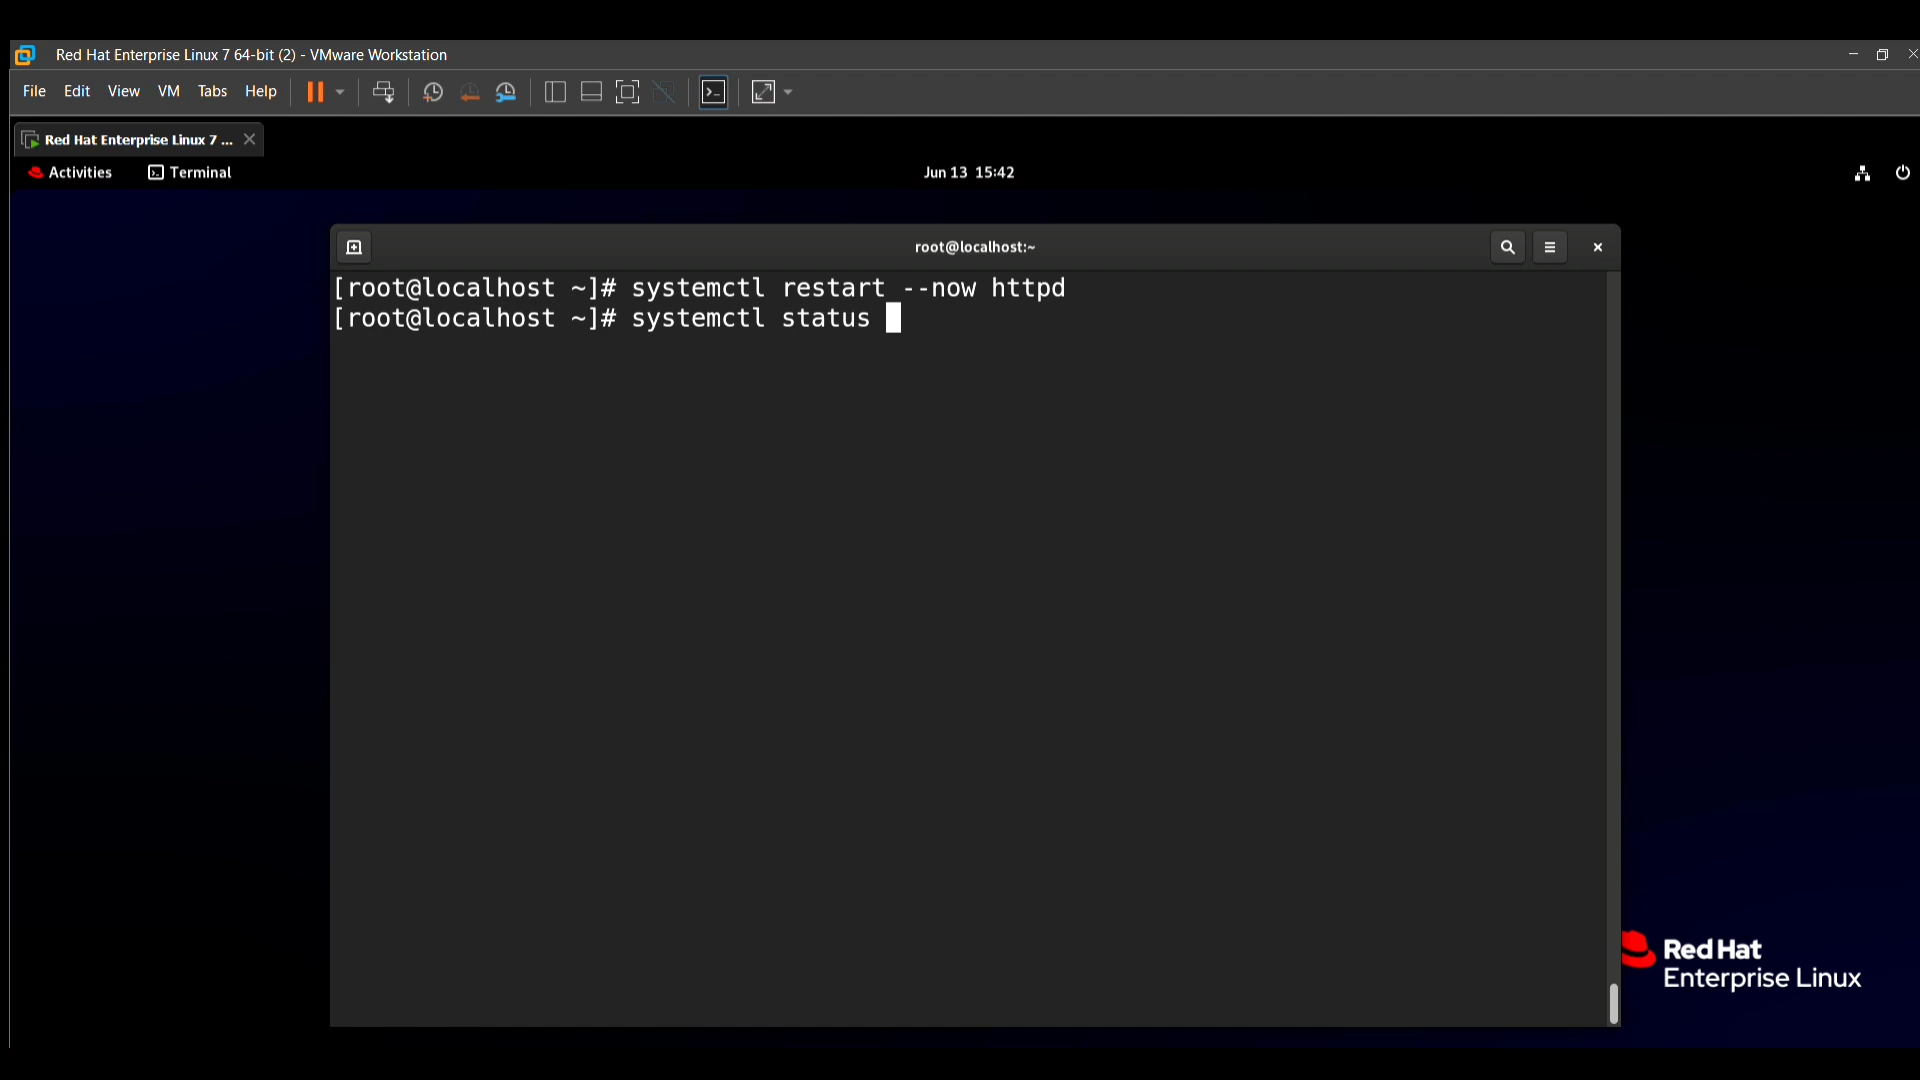 Red Hat Enterprise Linux 7 64-bit (2) - VMware Workstation
File Edit View VM Tabs Help
Red Hat Enterprise Linux 7 ...
Activities Terminal Jun 13 15:42
root@localhost:~
[root@localhost ~]# systemctl restart --now httpd
[root@localhost ~]# systemctl status
Red Hat
Enterprise Linux